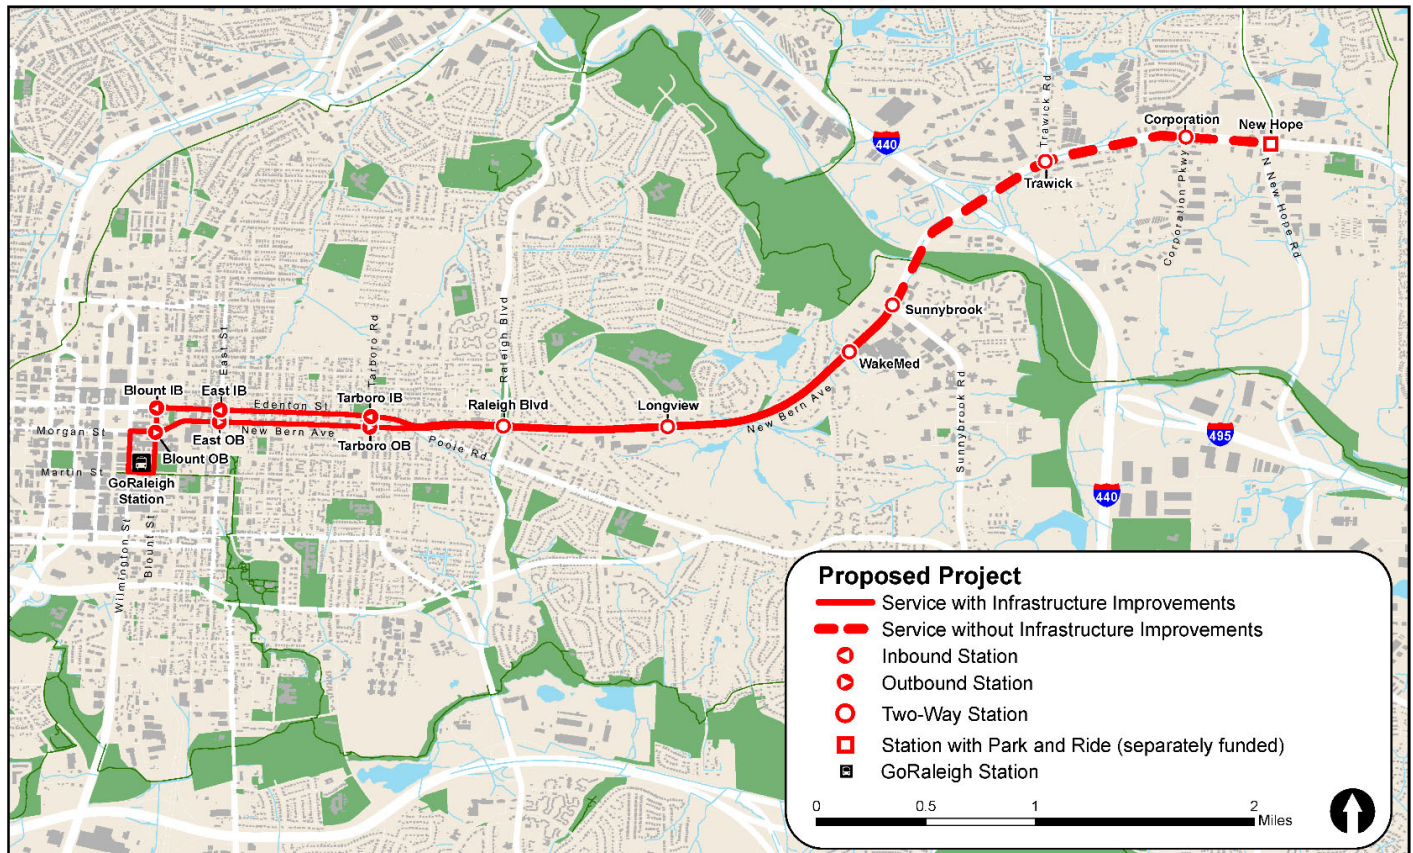 440
Trawick Rd
Corporation
New Hope
Trawick
Corporation Pkwy
N New Hope Rd
Sunnybrook
WakeMed
East St
Tarboro Rd
Raleigh Blvd
Blount IB
East IB
Edenton St
Tarboro IB
Raleigh Blvd
Longview
New Bern Ave
Sunnybrook Rd
Morgan St
East OB
New Bern Ave
Tarboro OB
Poole Rd
Blount OB
Martin St
GoRaleigh
Station
495
440
Wilmington St
Blount St
Proposed Project
Service with Infrastructure Improvements
Service without Infrastructure Improvements
Inbound Station
Outbound Station
Two-Way Station
Station with Park and Ride (separately funded)
GoRaleigh Station
0 0.5 1 2
Miles